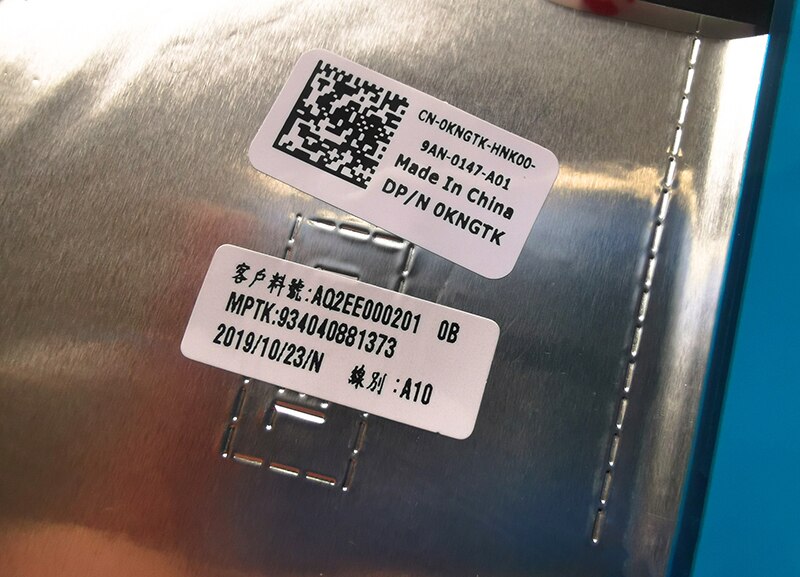 CN-0KNGTK-HNK00-
9AN-0147-A01
Made In China
DP/N 0KNGTK
客戶料號:AQ2EE000201 0B
MPTK:934040881373
2019/10/23/N 線別:A10